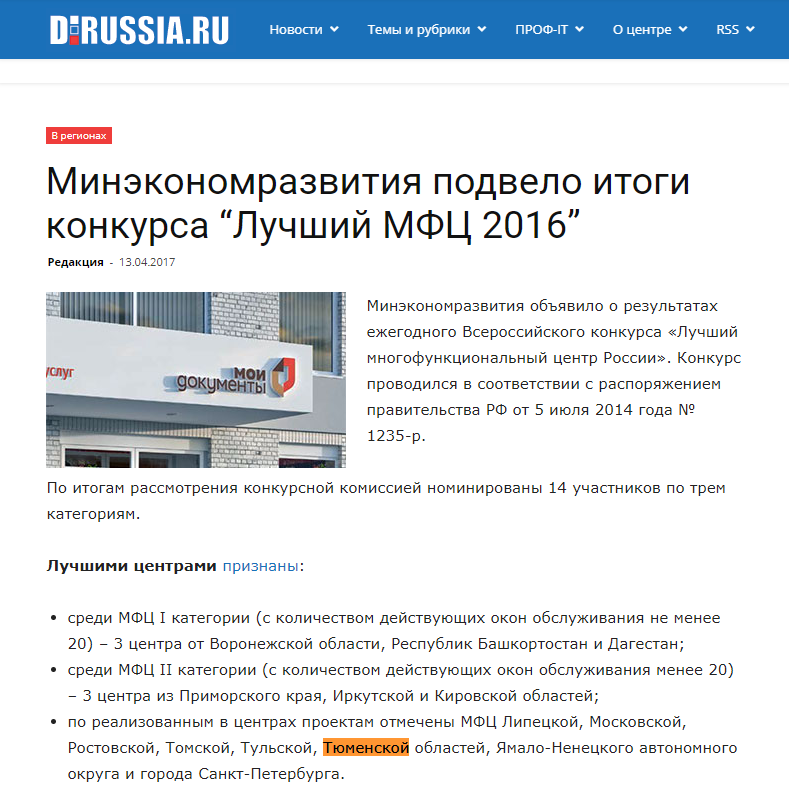 D RUSSIA.RU
Новости
Темы и рубрики
ПРОФ-IT
О центре
RSS
В регионах
Минэкономразвития подвело итоги
конкурса “Лучший МФЦ 2016”
Редакция - 13.04.2017
услуг
мои
документы
Минэкономразвития объявило о результатах
ежегодного Всероссийского конкурса «Лучший
многофункциональный центр России». Конкурс
проводился в соответствии с распоряжением
правительства РФ от 5 июля 2014 года №
1235-р.
По итогам рассмотрения конкурсной комиссией номинированы 14 участников по трем
категориям.
Лучшими центрами признаны:
• среди МФЦ I категории (с количеством действующих окон обслуживания не менее
20) – 3 центра от Воронежской области, Республик Башкортостан и Дагестан;
• среди МФЦ II категории (с количеством действующих окон обслуживания менее 20)
– 3 центра из Приморского края, Иркутской и Кировской областей;
• по реализованным в центрах проектам отмечены МФЦ Липецкой, Московской,
Ростовской, Томской, Тульской, Тюменской областей, Ямало-Ненецкого автономного
округа и города Санкт-Петербурга.